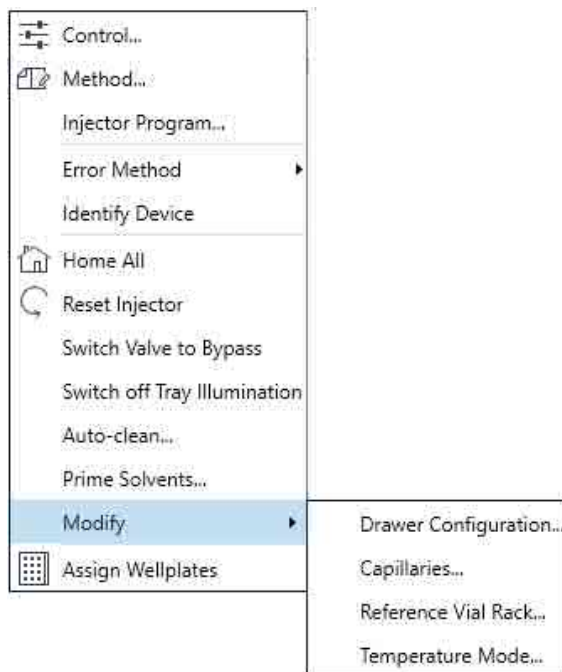 Control...
Method...
Injector Program...
Error Method
Identify Device
Home All
Reset Injector
Switch Valve to Bypass
Switch off Tray Illumination
Auto-clean...
Prime Solvents...
Modify
Drawer Configuration...
Capillaries...
Reference Vial Rack...
Temperature Mode...
Assign Wellplates